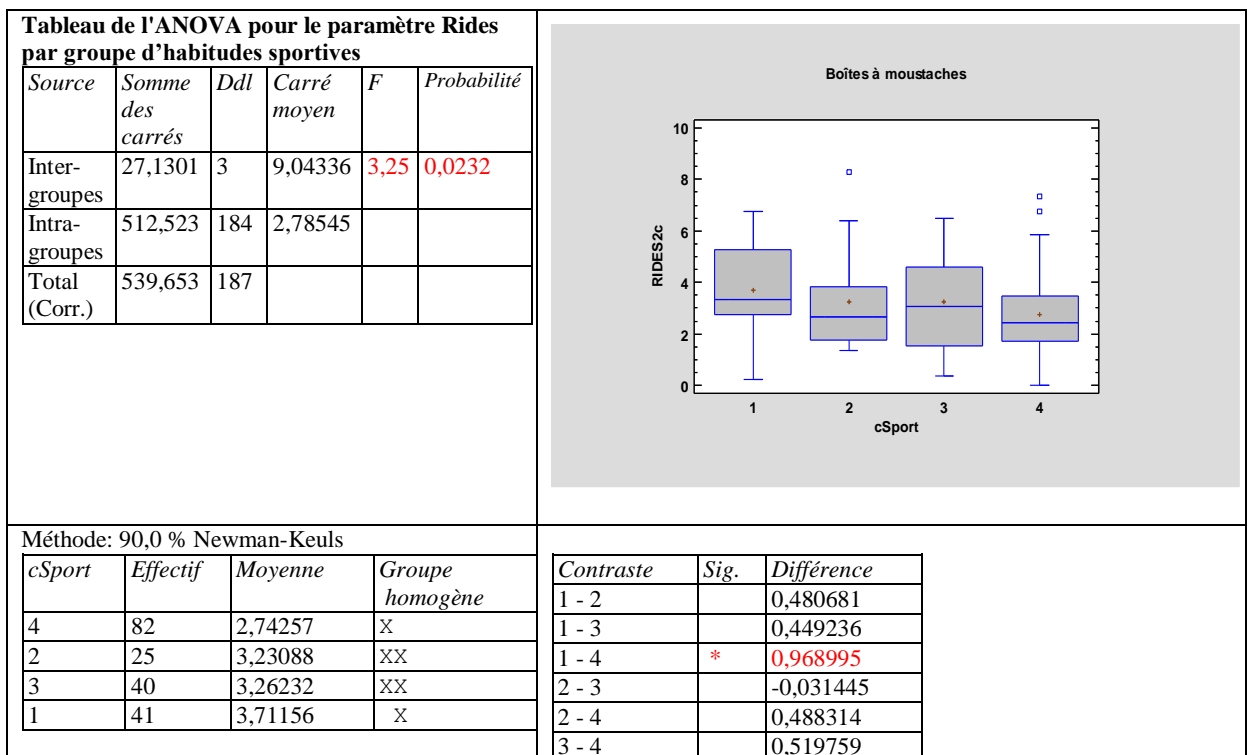 Tableau de l'ANOVA pour le paramètre Rides
par groupe d'habitudes sportives
Source Somme des carrés Ddl Carré moyen F Probabilité
Inter-groupes 27,1301 3 9,04336 3,25 0,0232
Intra-groupes 512,523 184 2,78545
Total (Corr.) 539,653 187
Boîtes à moustaches
RIDES2c
10
8
6
4
2
0
1 2 3 4
cSport
Méthode: 90,0 % Newman-Keuls
cSport Effectif Moyenne Groupe homogène
4 82 2,74257 X
2 25 3,23088 XX
3 40 3,26232 XX
1 41 3,71156 X
Contraste Sig. Différence
1 - 2 0,480681
1 - 3 0,449236
1 - 4 * 0,968995
2 - 3 -0,031445
2 - 4 0,488314
3 - 4 0,519759